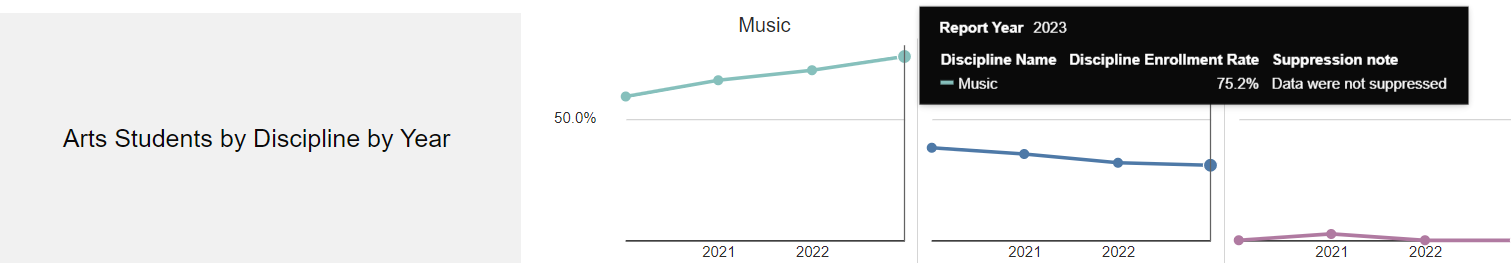 Arts Students by Discipline by Year
Music
50.0%
2021 2022
Report Year 2023
Discipline Name Discipline Enrollment Rate Suppression note
Music 75.2% Data were not suppressed
2021 2022
2021 2022